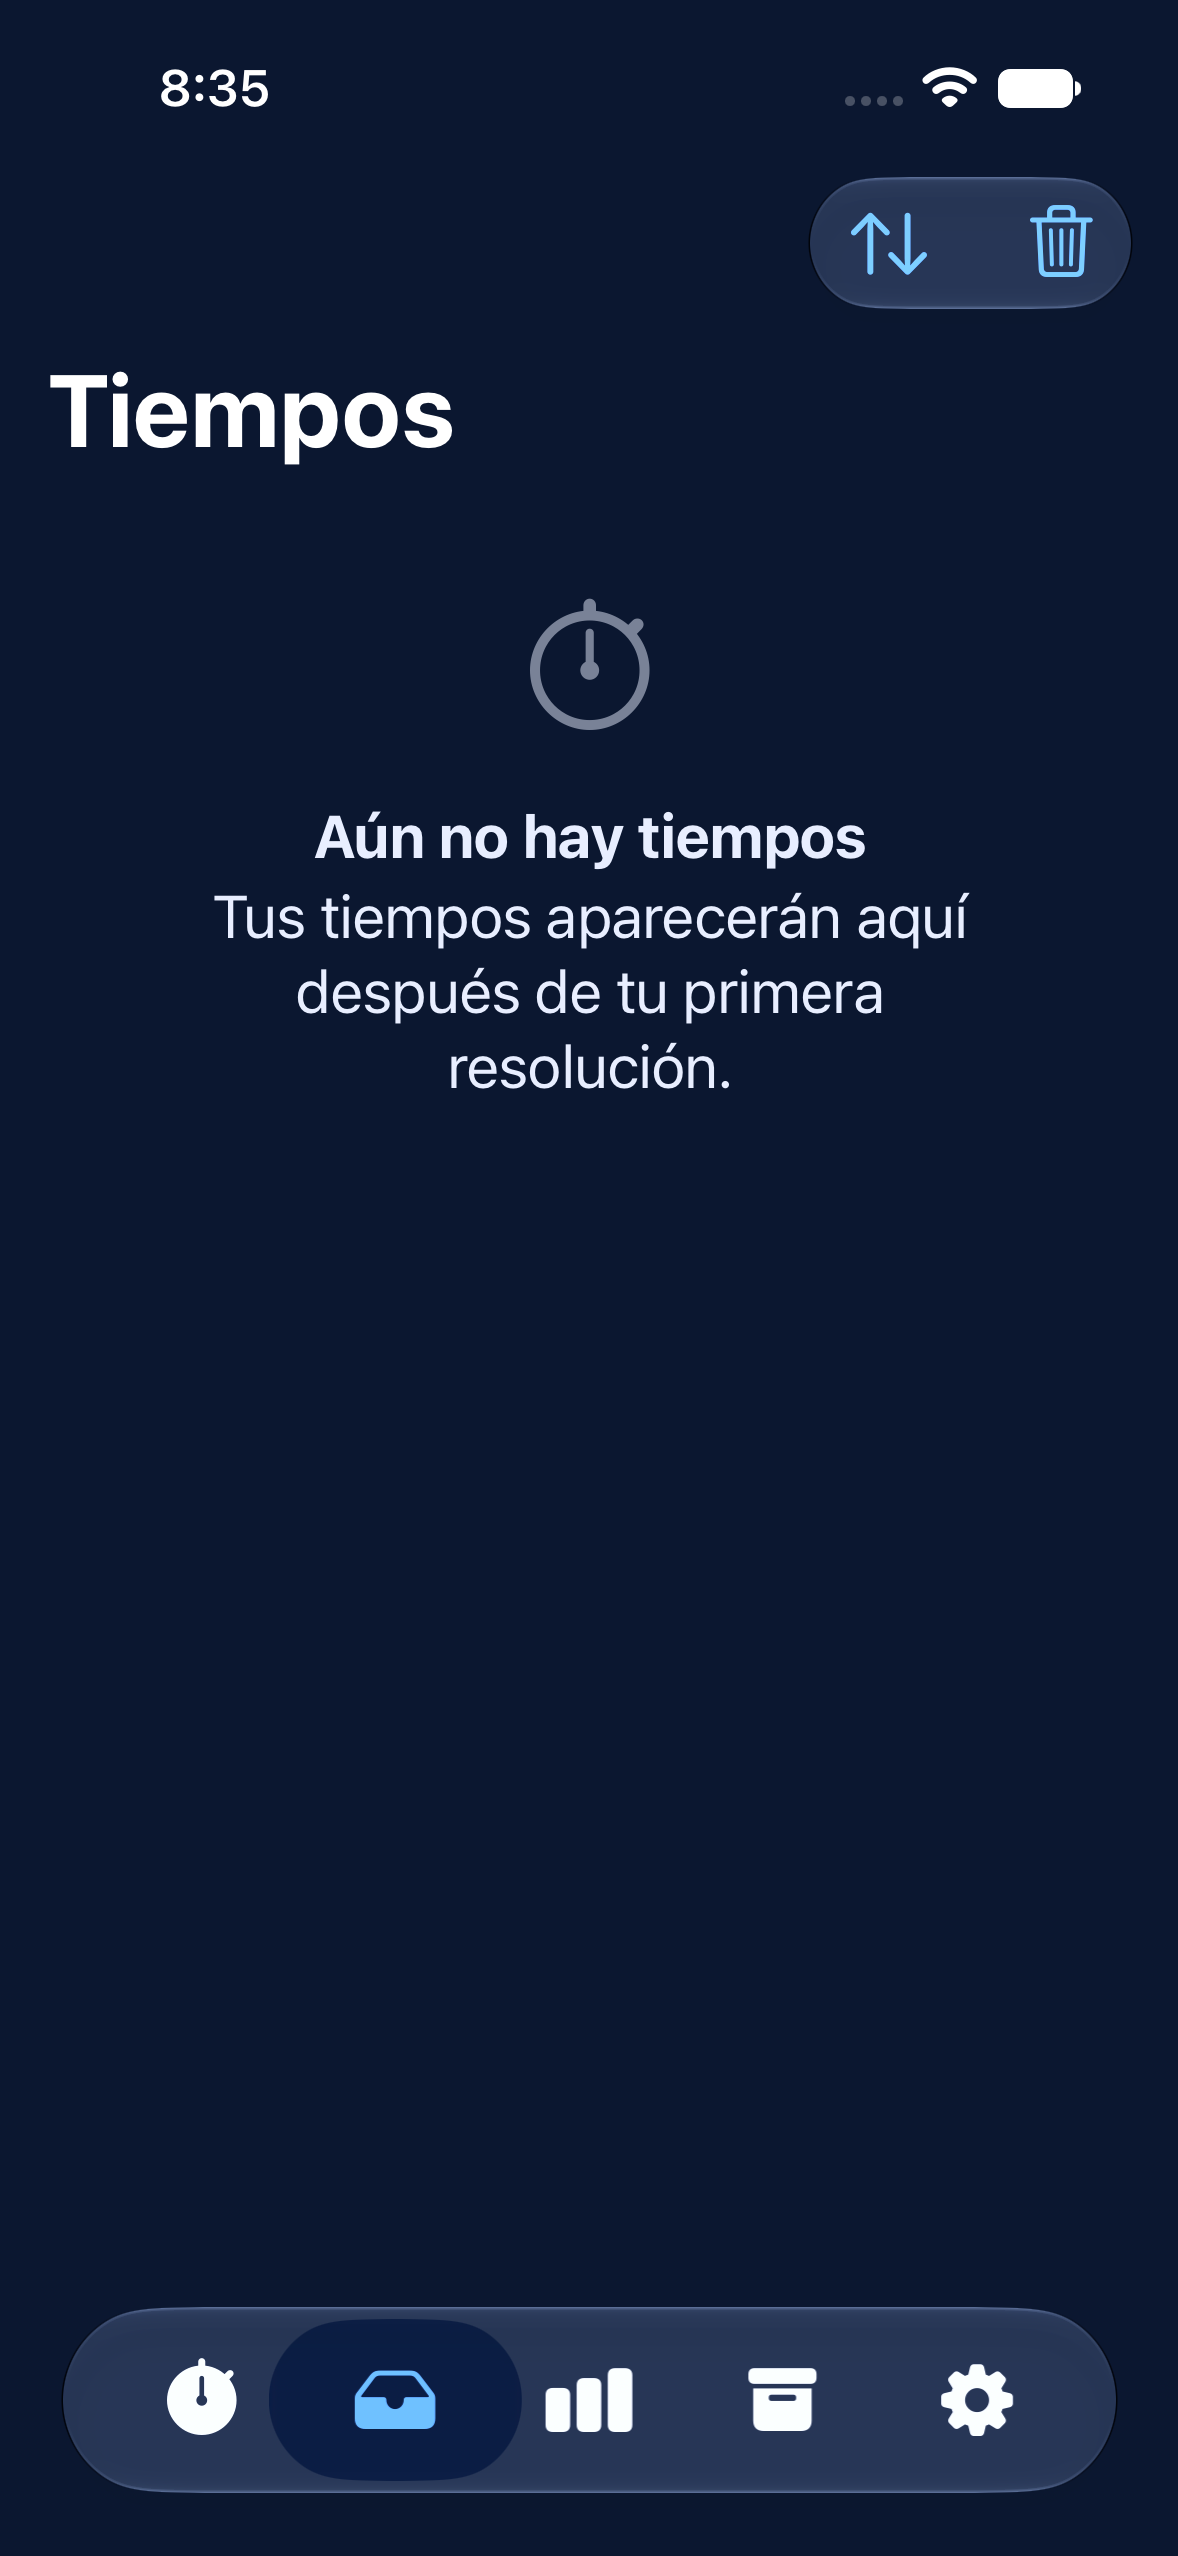 8:35
Tiempos
Aún no hay tiempos
Tus tiempos aparecerán aquí
después de tu primera
resolución.